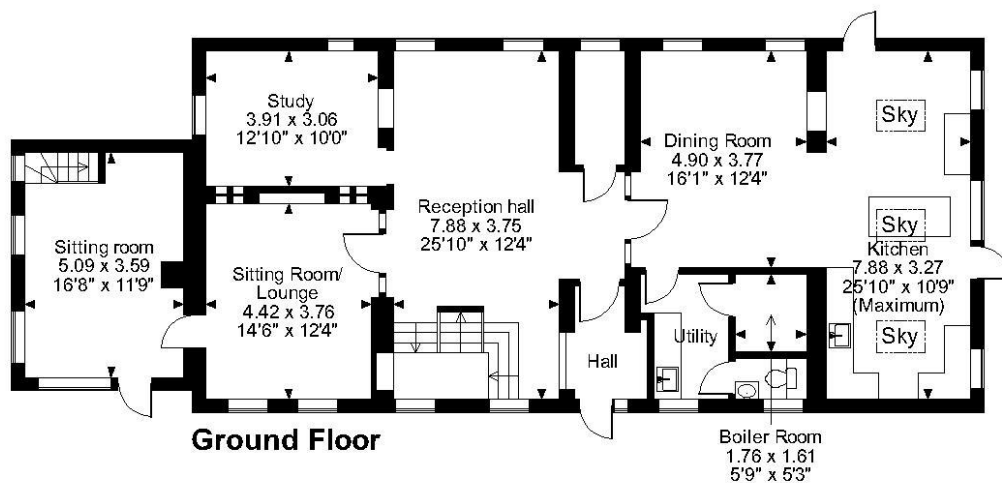 Study
3.91 x 3.06
12'10" x 10'0"
Sky
Dining Room
4.90 x 3.77
16'1" x 12'4"
Reception hall
7.88 x 3.75
25'10" x 12'4"
Sky
Kitchen
7.88 x 3.27
25'10" x 10'9"
(Maximum)
Sitting room
5.09 x 3.59
16'8" x 11'9"
Sitting Room/
Lounge
4.42 x 3.76
14'6" x 12'4"
Utility
Sky
Hall
Ground Floor
Boiler Room
1.76 x 1.61
5'9" x 5'3"